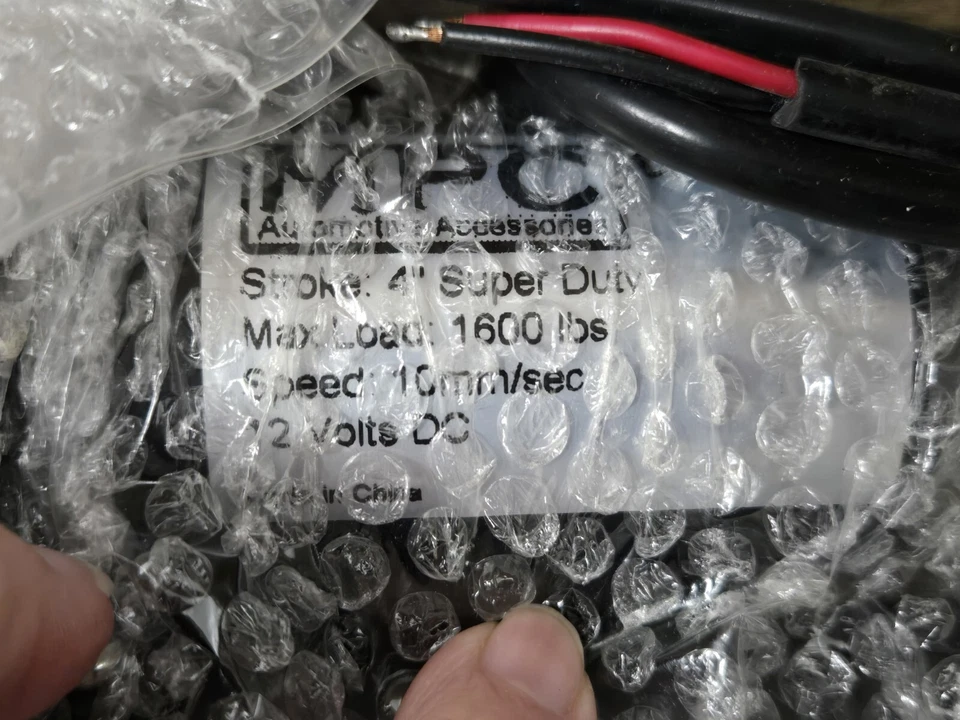 MPC
Automotive Accessories
Stroke: 4" Super Duty
Max Load: 1600 lbs
Speed: 10mm/sec
12 Volts DC
Made in China